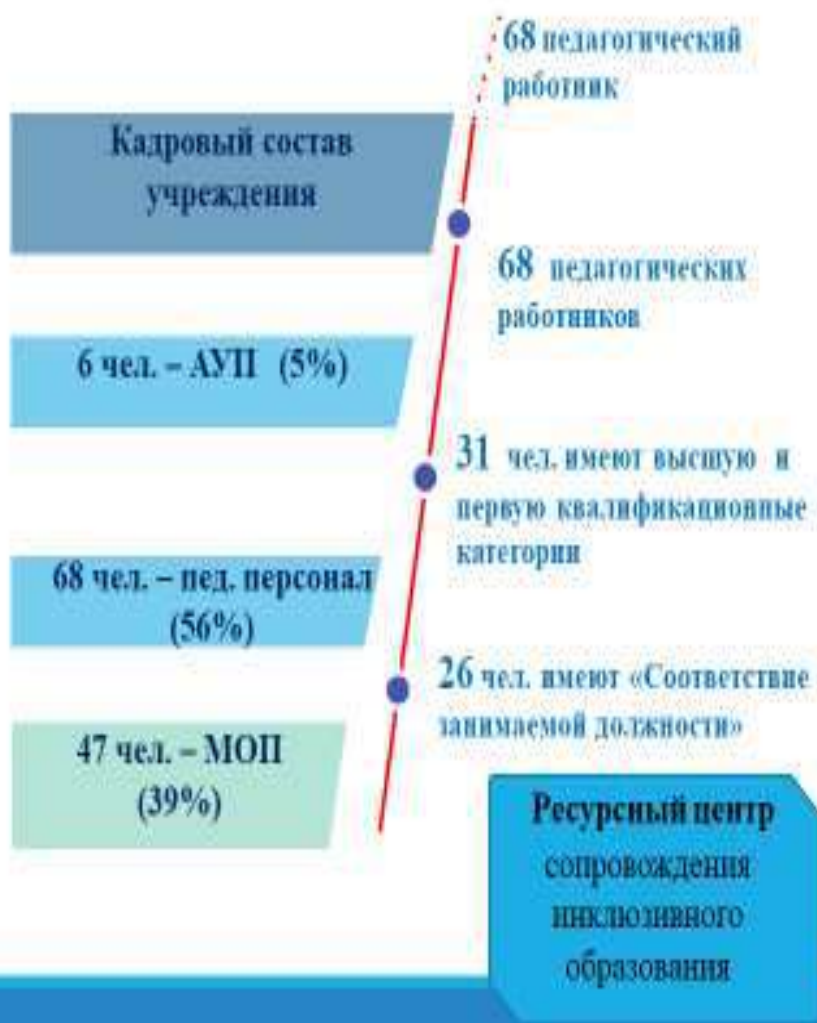 Кадровый состав
учреждения
6 чел. – АУП (5%)
68 чел. – пед. персонал
(56%)
47 чел. – МОП
(39%)
68 педагогический
работник
68 педагогических
работников
31 чел. имеют высшую и
первую квалификационные
категории
26 чел. имеют «Соответствие
занимаемой должности»
Ресурсный центр
сопровождения
инклюзивного
образования